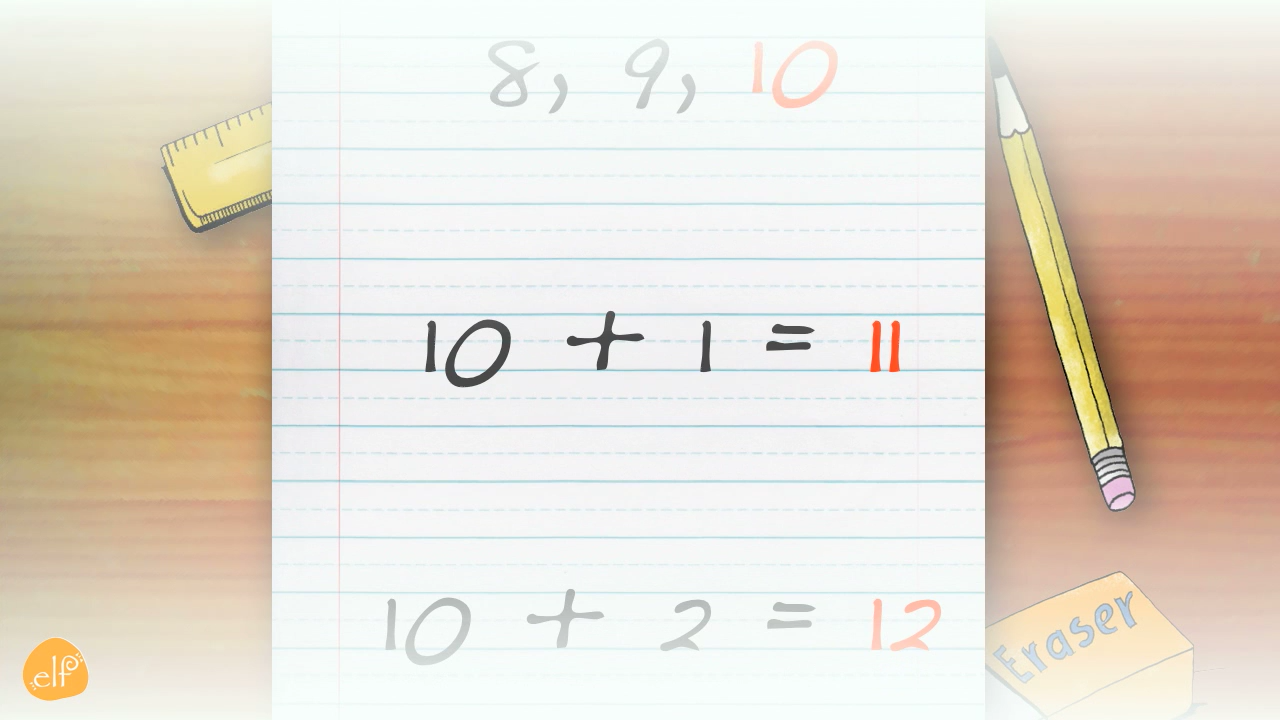 8, 9, 10
10 + 1 = 11
10 + 2 = 12
Eraser
elf